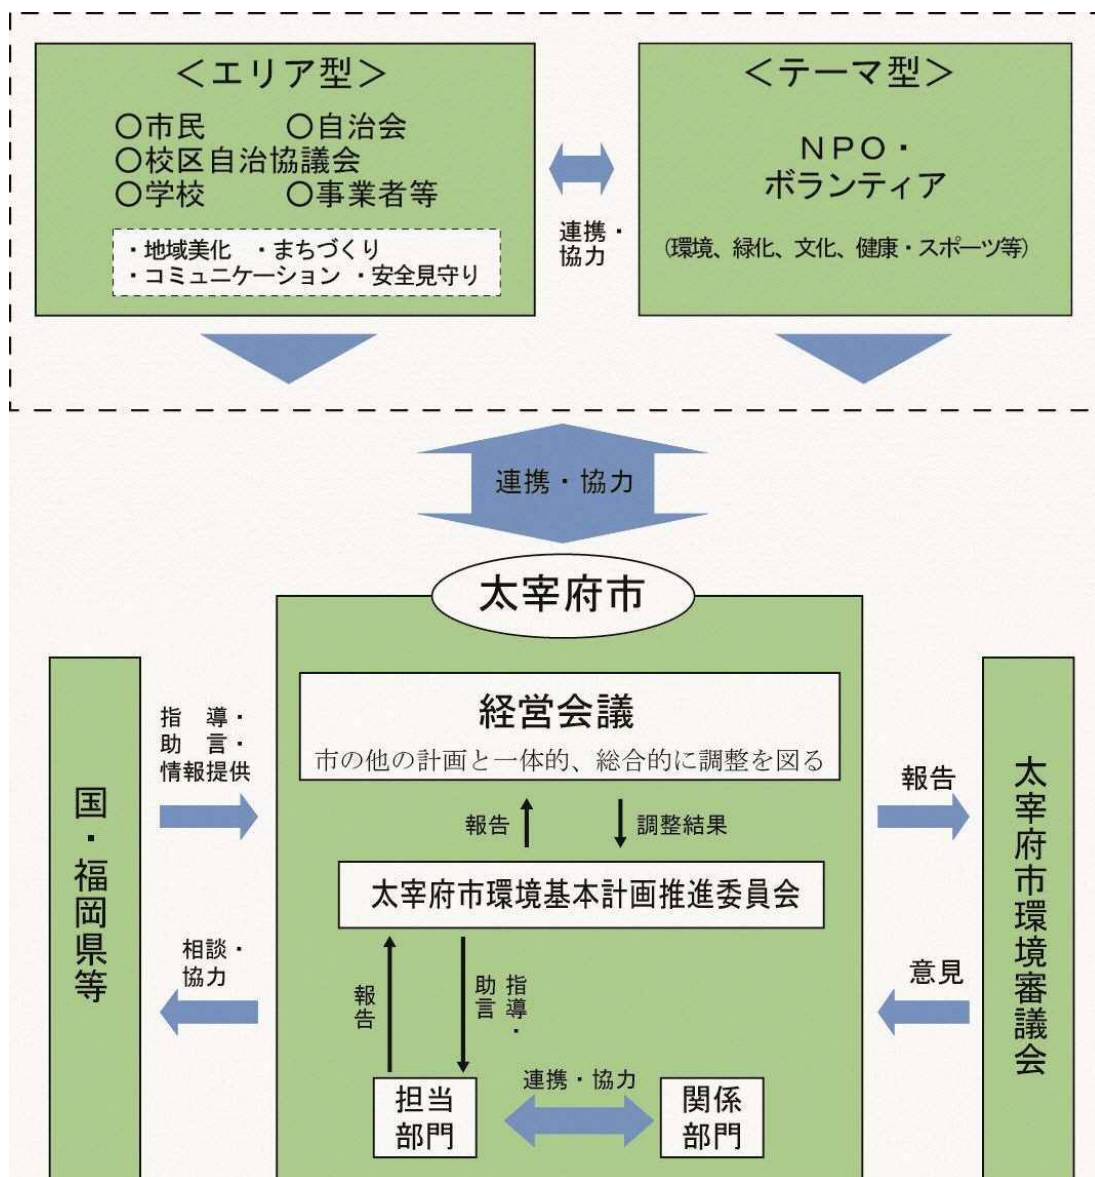 ＜エリア型＞
○市民　○自治会
○校区自治協議会
○学校　○事業者等
・地域美化　・まちづくり
・コミュニケーション　・安全見守り
連携・
協力
＜テーマ型＞
ＮＰＯ・
ボランティア
（環境、緑化、文化、健康・スポーツ等）
連携・協力
太宰府市
経営会議
市の他の計画と一体的、総合的に調整を図る
報告
調整結果
太宰府市環境基本計画推進委員会
報告
指導・
助言
担当
部門
連携・協力
関係
部門
国・福岡県等
指導・
助言・
情報提供
相談・
協力
報告
意見
太宰府市環境審議会